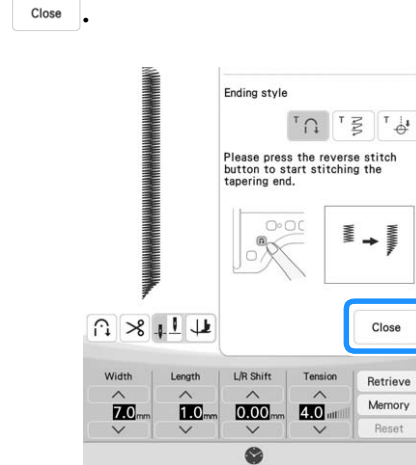 Close .
Ending style
T T T
Please press the reverse stitch
button to start stitching the
tapering end.
Close
Width Length L/R Shift Tension Retrieve
7.0mm 1.0mm 0.00mm 4.0 Memory
Reset